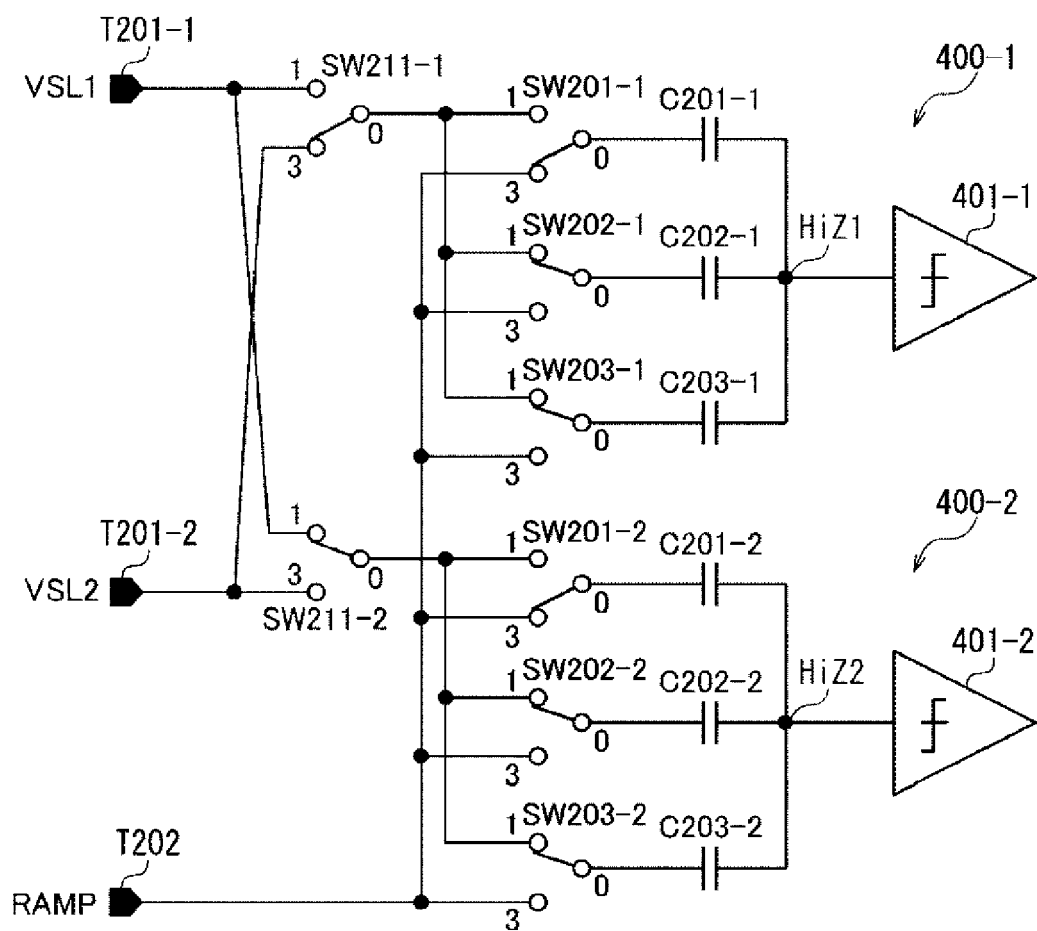 T201-1
VSL1
1 SW211-1
3
0
400-1
1 SW201-1
C201-1
0
3
401-1
1 SW202-1
C202-1
HiZ1
0
3
1 SW203-1
C203-1
0
3
T201-2
VSL2
1
0
3
SW211-2
400-2
1 SW201-2
C201-2
0
3
401-2
1 SW202-2
C202-2
HiZ2
0
3
1 SW203-2
C203-2
0
3
T202
RAMP